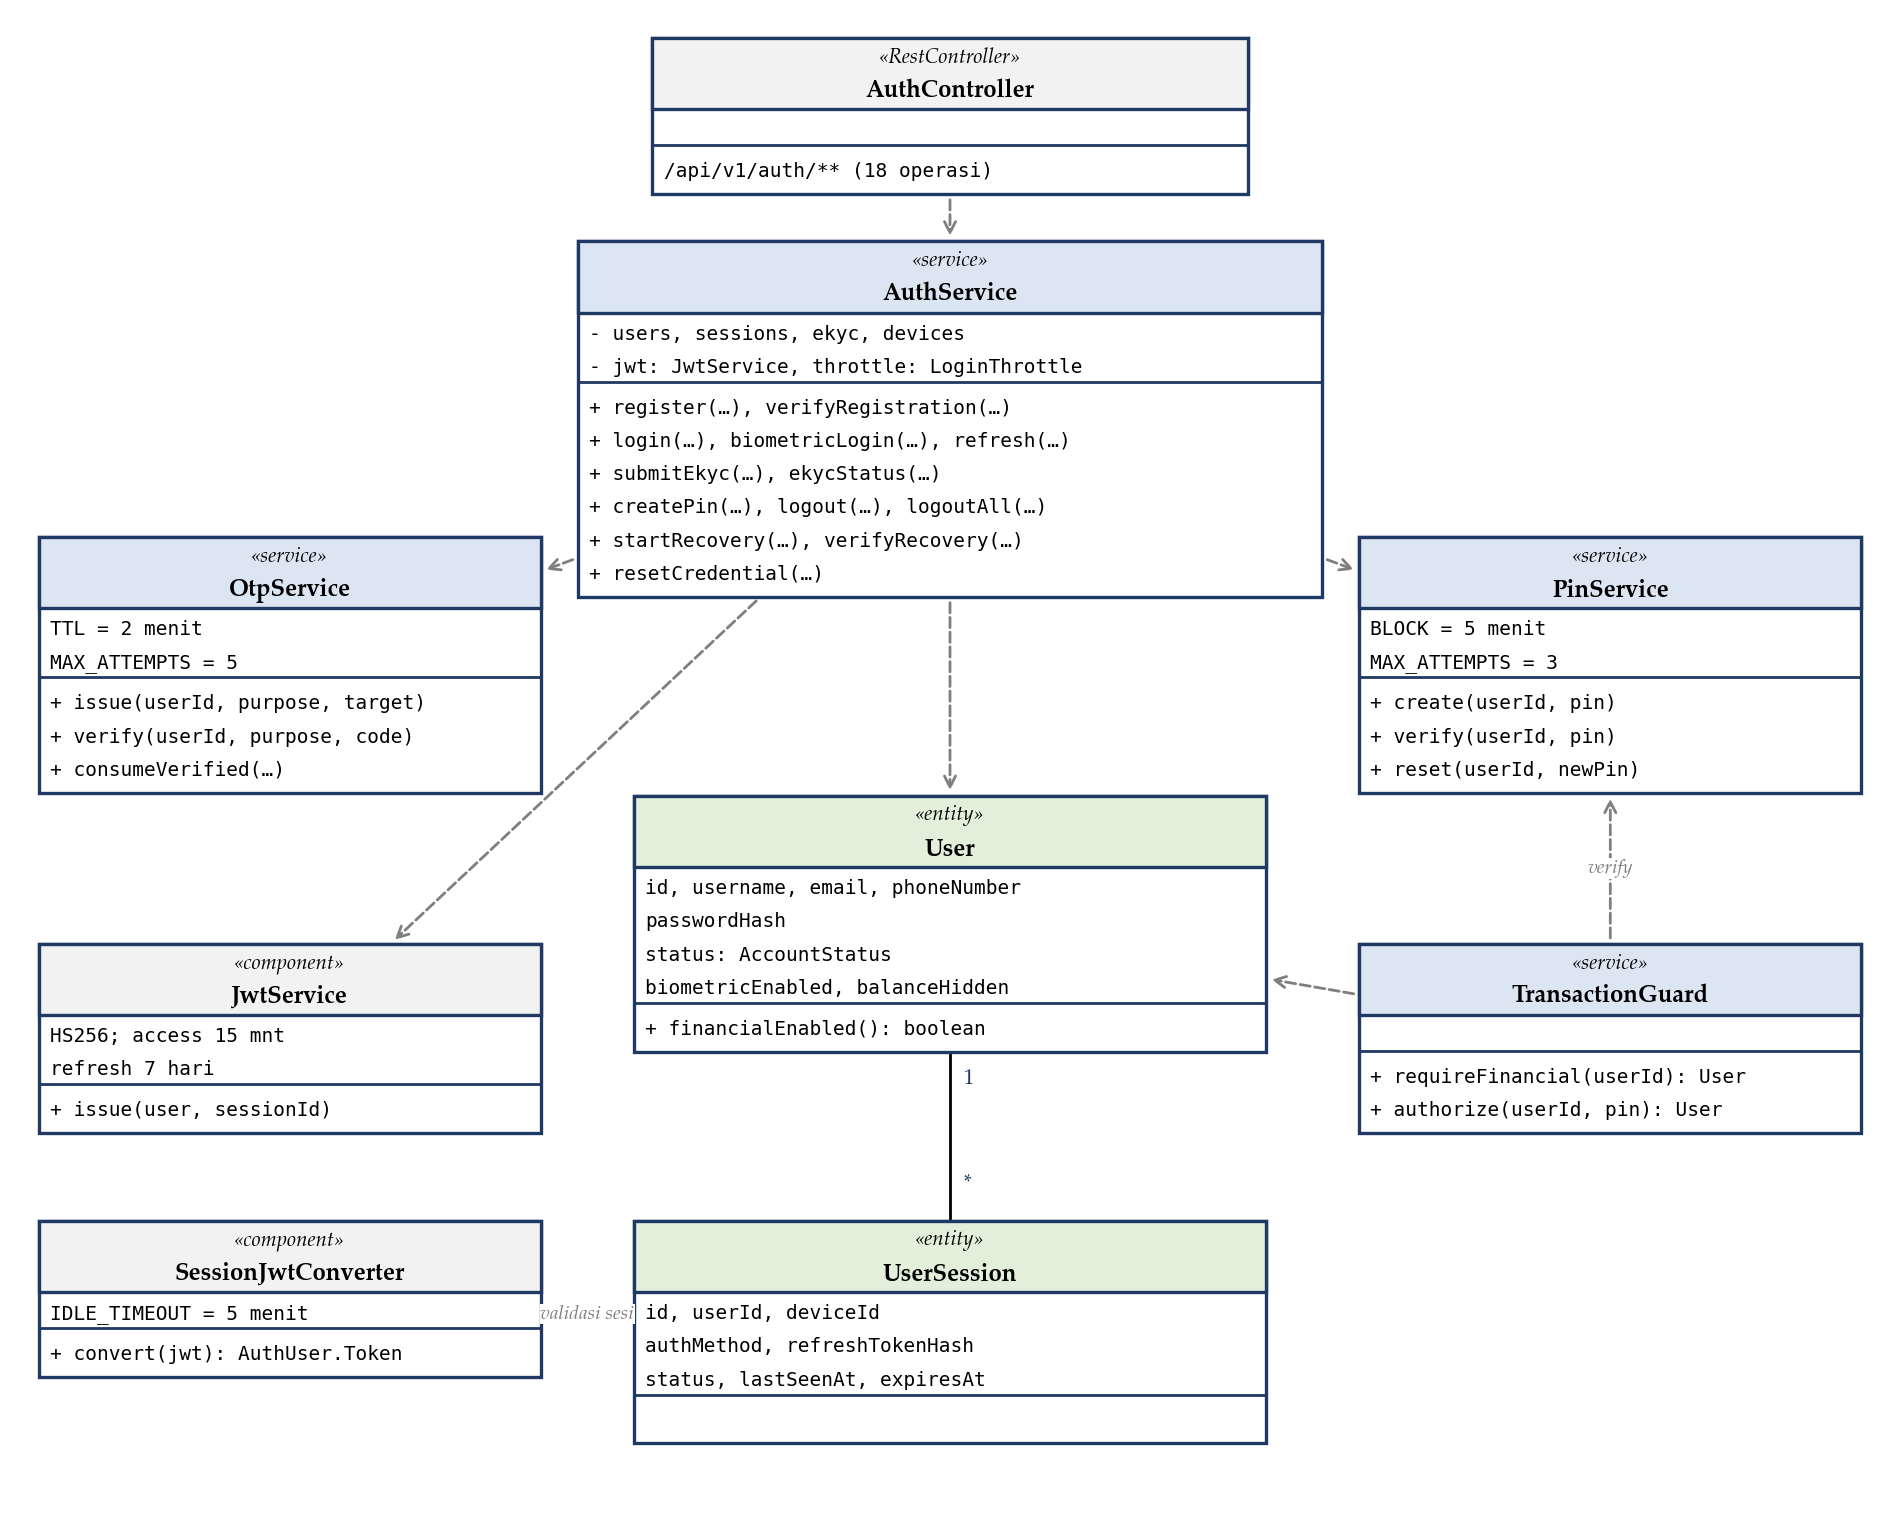 «RestController»
AuthController
/api/v1/auth/** (18 operasi)
«service»
AuthService
- users, sessions, ekyc, devices
- jwt: JwtService, throttle: LoginThrottle
+ register(…), verifyRegistration(…)
+ login(…), biometricLogin(…), refresh(…)
+ submitEkyc(…), ekycStatus(…)
+ createPin(…), logout(…), logoutAll(…)
+ startRecovery(…), verifyRecovery(…)
+ resetCredential(…)
«service»
OtpService
TTL = 2 menit
MAX_ATTEMPTS = 5
+ issue(userId, purpose, target)
+ verify(userId, purpose, code)
+ consumeVerified(…)
«service»
PinService
BLOCK = 5 menit
MAX_ATTEMPTS = 3
+ create(userId, pin)
+ verify(userId, pin)
+ reset(userId, newPin)
verify
«entity»
User
id, username, email, phoneNumber
passwordHash
status: AccountStatus
biometricEnabled, balanceHidden
+ financialEnabled(): boolean
«component»
JwtService
HS256; access 15 mnt
refresh 7 hari
+ issue(user, sessionId)
«service»
TransactionGuard
+ requireFinancial(userId): User
+ authorize(userId, pin): User
1
*
«component»
SessionJwtConverter
IDLE_TIMEOUT = 5 menit
+ convert(jwt): AuthUser.Token
validasi sesi
«entity»
UserSession
id, userId, deviceId
authMethod, refreshTokenHash
status, lastSeenAt, expiresAt